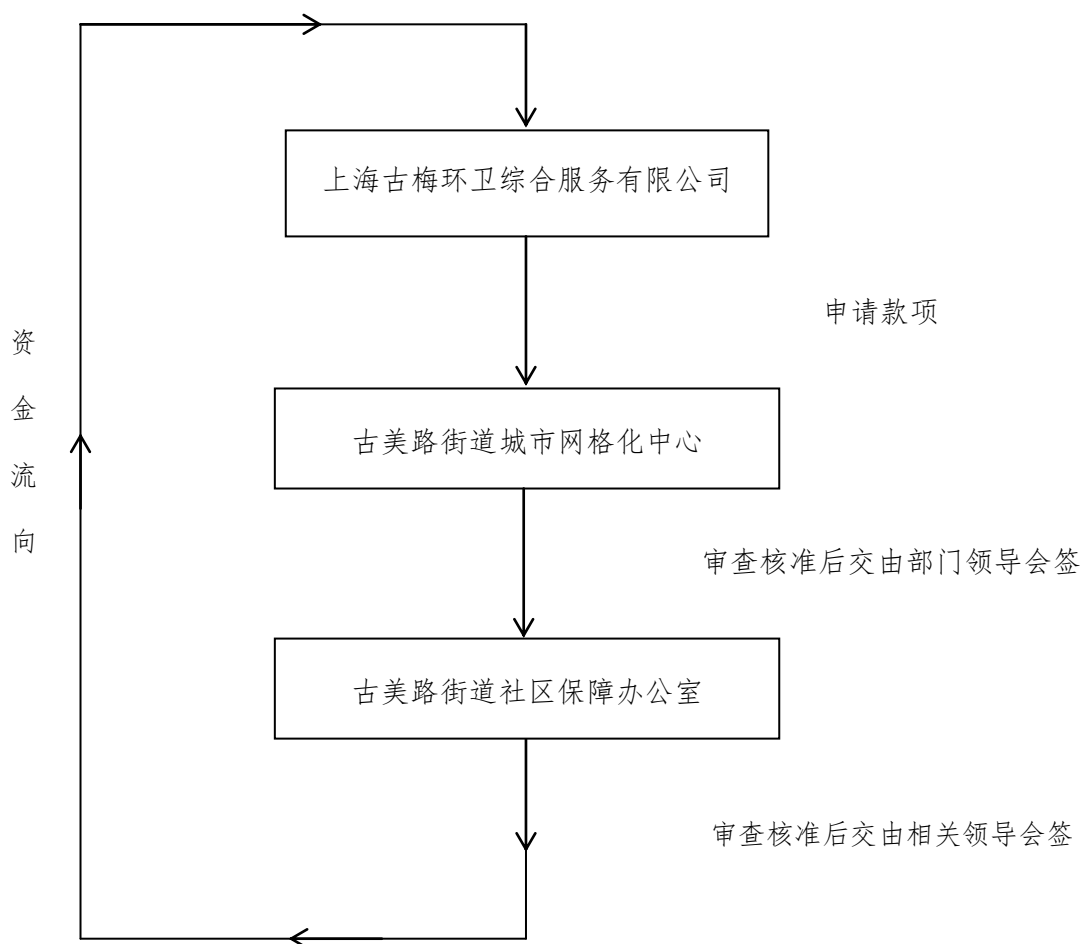 上海古梅环卫综合服务有限公司
申请款项
资
金
流
向
古美路街道城市网格化中心
审查核准后交由部门领导会签
古美路街道社区保障办公室
审查核准后交由相关领导会签